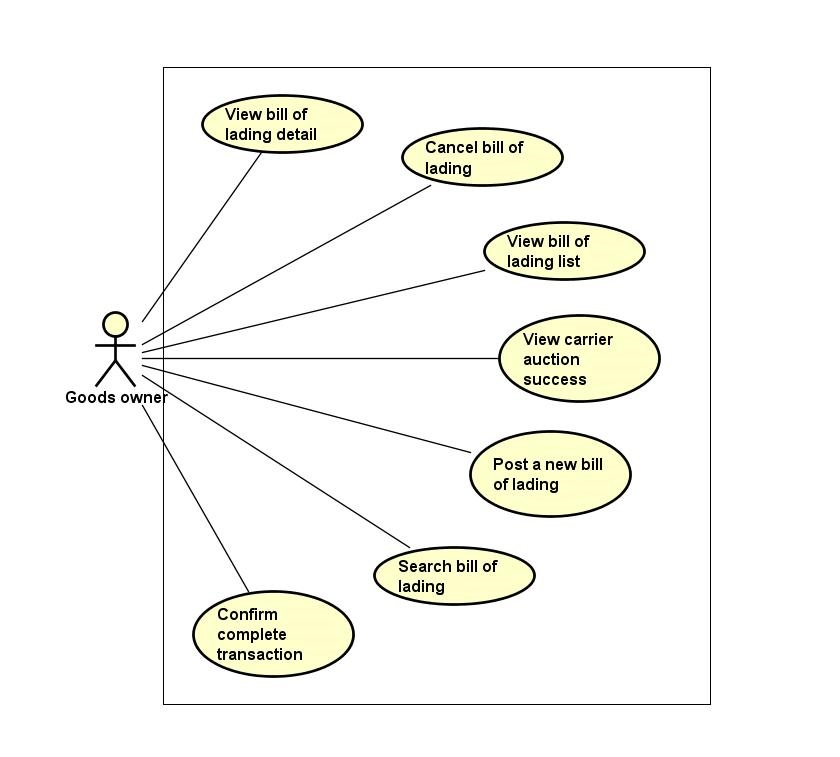 View bill of
lading detail
Cancel bill of
lading
View bill of
lading list
View carrier
auction
success
Goods owner
Post a new bill
of lading
Search bill of
lading
Confirm
complete
transaction